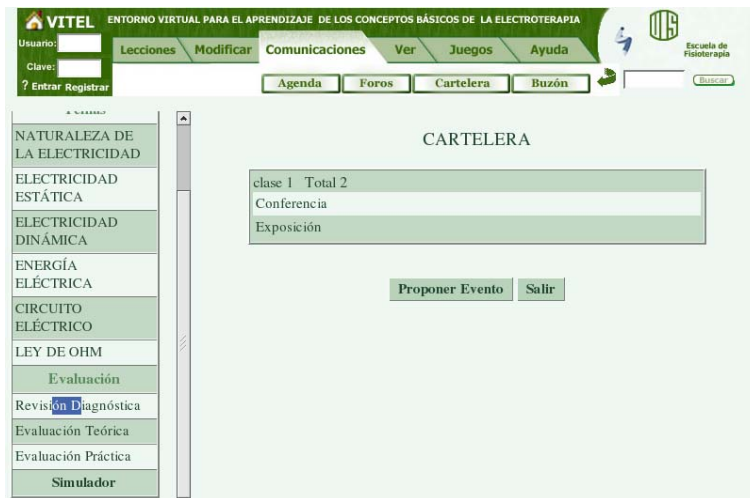 VITEL ENTORNO VIRTUAL PARA EL APRENDIZAJE DE LOS CONCEPTOS BÁSICOS DE LA ELECTROTERAPIA
Usuario:
Clave:
? Entrar Registrar
Lecciones Modificar Comunicaciones Ver Juegos Ayuda
Escuela de
Fisioterapia
Agenda Foros Cartelera Buzón Buscar
Temas
NATURALEZA DE
LA ELECTRICIDAD
ELECTRICIDAD
ESTÁTICA
ELECTRICIDAD
DINÁMICA
ENERGÍA
ELÉCTRICA
CIRCUITO
ELÉCTRICO
LEY DE OHM
Evaluación
Revisión Diagnóstica
Evaluación Teórica
Evaluación Práctica
Simulador
CARTELERA
clase 1 Total 2
Conferencia
Exposición
Proponer Evento Salir